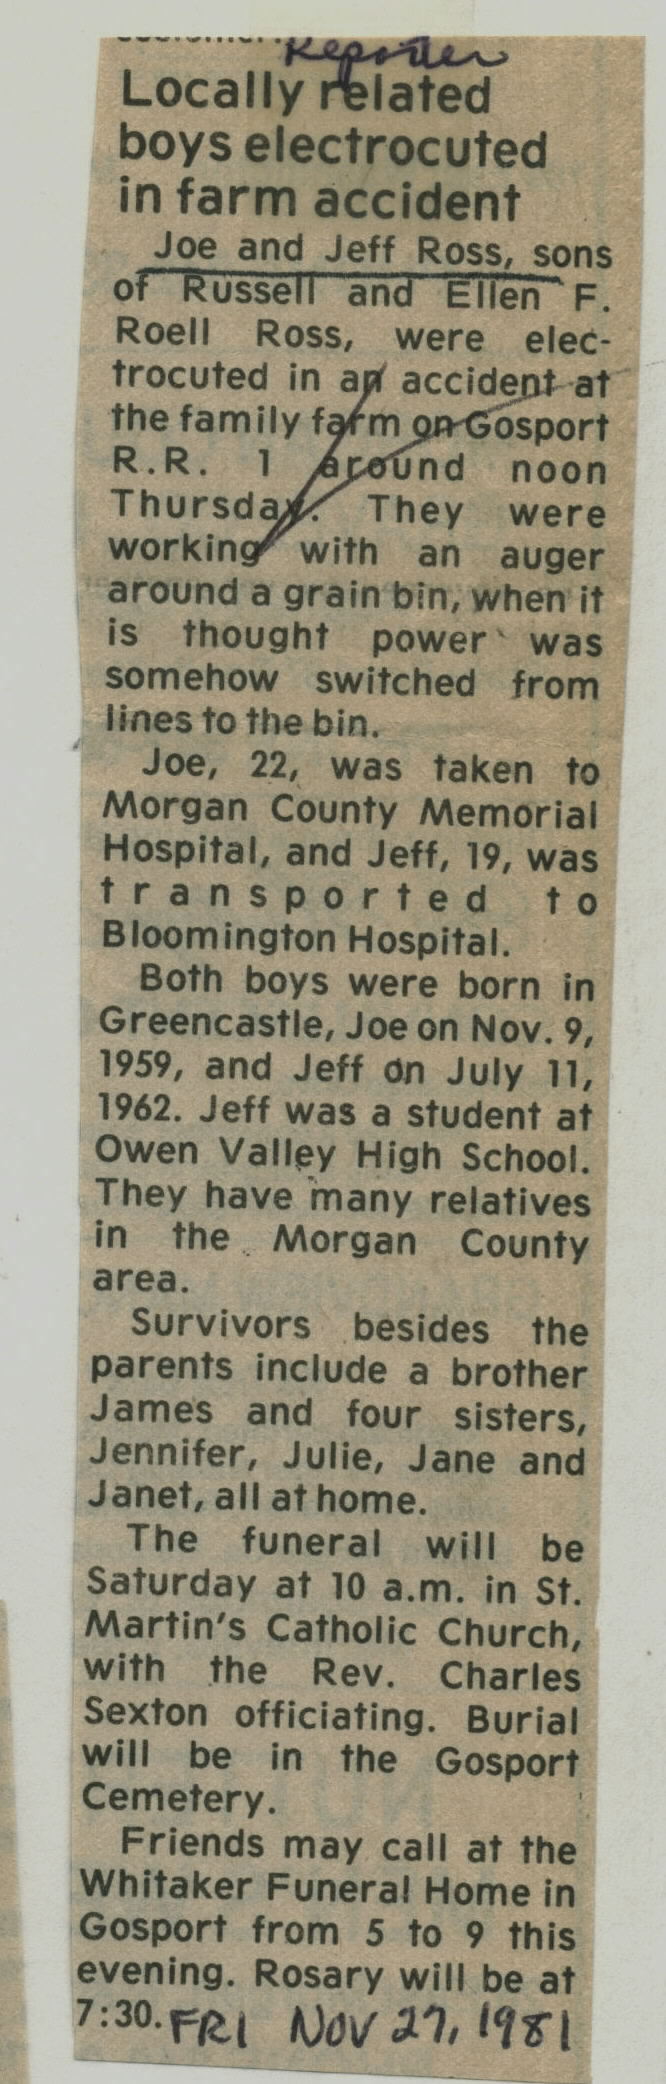 Reporter
Locally related
boys electrocuted
in farm accident
Joe and Jeff Ross, sons
of Russell and Ellen F.
Roell Ross, were elec-
trocuted in an accident at
the family farm on Gosport
R.R. 1 around noon
Thursday. They were
working with an auger
around a grain bin, when it
is thought power was
somehow switched from
lines to the bin.
Joe, 22, was taken to
Morgan County Memorial
Hospital, and Jeff, 19, was
transported to
Bloomington Hospital.
Both boys were born in
Greencastle, Joe on Nov. 9,
1959, and Jeff on July 11,
1962. Jeff was a student at
Owen Valley High School.
They have many relatives
in the Morgan County
area.
Survivors besides the
parents include a brother
James and four sisters,
Jennifer, Julie, Jane and
Janet, all at home.
The funeral will be
Saturday at 10 a.m. in St.
Martin's Catholic Church,
with the Rev. Charles
Sexton officiating. Burial
will be in the Gosport
Cemetery.
Friends may call at the
Whitaker Funeral Home in
Gosport from 5 to 9 this
evening. Rosary will be at
7:30. FRI NOV 27, 1981